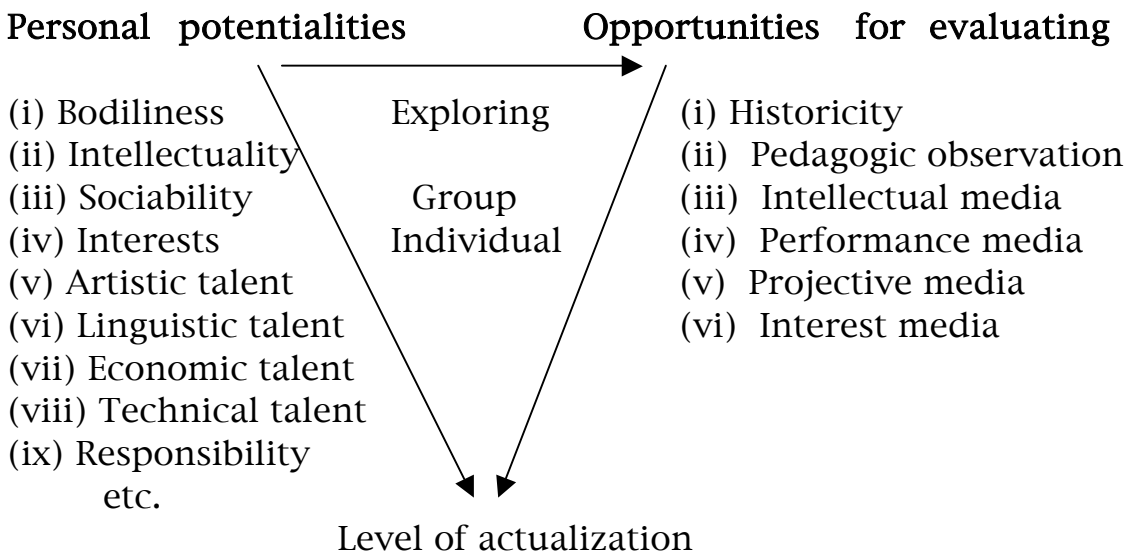 Personal potentialities
Opportunities for evaluating
(i) Bodiliness
(ii) Intellectuality
(iii) Sociability
(iv) Interests
(v) Artistic talent
(vi) Linguistic talent
(vii) Economic talent
(viii) Technical talent
(ix) Responsibility
etc.
Exploring
Group
Individual
(i) Historicity
(ii) Pedagogic observation
(iii) Intellectual media
(iv) Performance media
(v) Projective media
(vi) Interest media
Level of actualization